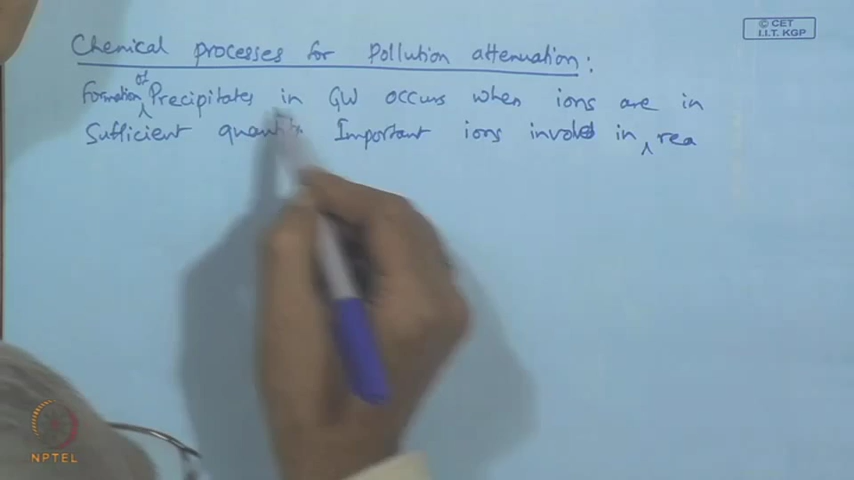 © CET
I.I.T. KGP
Chemical processes for Pollution attenuation:
Formation of Precipitates in GW occurs when ions are in
Sufficient Important ions involved in rea
NPTEL